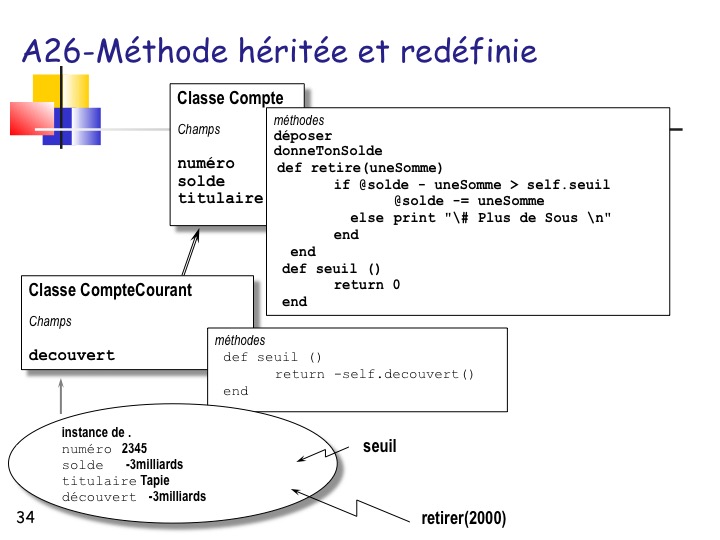 A26-Méthode héritée et redéfinie
Classe Compte
Champs
numéro
solde
titulaire
méthodes
déposer
donneTonSolde
def retire(uneSomme)
if @solde - uneSomme > self.seuil
@solde -= uneSomme
else print "\# Plus de Sous \n"
end
end
def seuil ()
return 0
end
Classe CompteCourant
Champs
decouvert
méthodes
def seuil ()
return -self.decouvert()
end
instance de .
numéro 2345
solde -3milliards
titulaire Tapie
découvert -3milliards
seuil
retirer(2000)
34